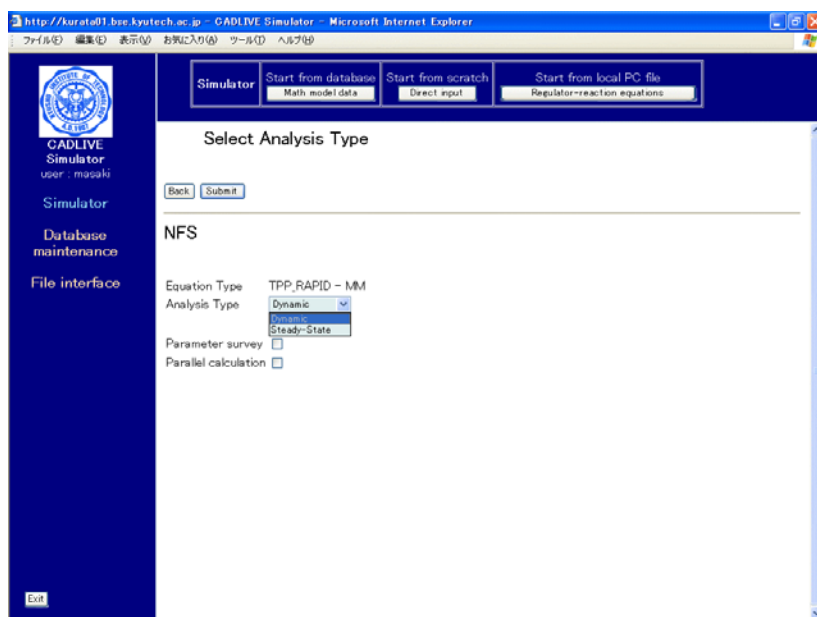 http://kurata01.bse.kyutech.ac.jp - CADLIVE Simulator - Microsoft Internet Explorer
ファイル(F) 編集(E) 表示(V) お気に入り(A) ツール(T) ヘルプ(H)
Simulator
Start from database
Math model data
Start from scratch
Direct input
Start from local PC file
Regulator-reaction equations
CADLIVE
Simulator
user : masaki
Simulator
Database
maintenance
File interface
Exit
Select Analysis Type
Back Submit
NFS
Equation Type TPP_RAPID - MM
Analysis Type Dynamic
Dynamic
Steady-State
Parameter survey
Parallel calculation